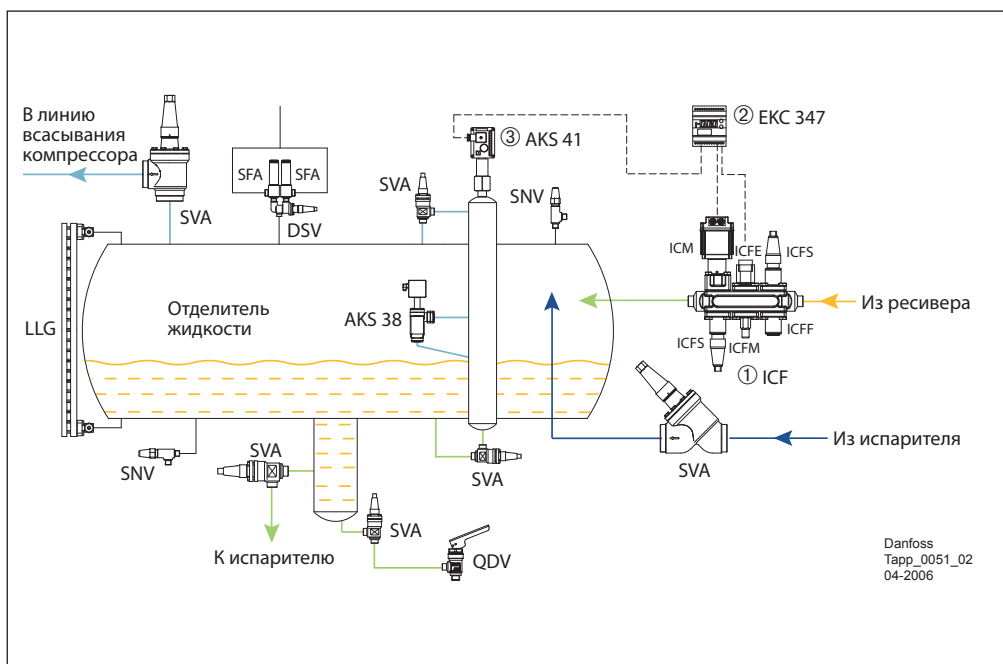 В линию
всасывания
компрессора
SVA
SFA
SFA
DSV
SVA
③ AKS 41
SNV
② EKC 347
ICM
ICFE
ICFS
Из ресивера
ICFS
ICFM
ICFF
① ICF
LLG
Отделитель
жидкости
AKS 38
Из испарителя
SVA
SNV
SVA
SVA
К испарителю
SVA
QDV
Danfoss
Tapp_0051_02
04-2006